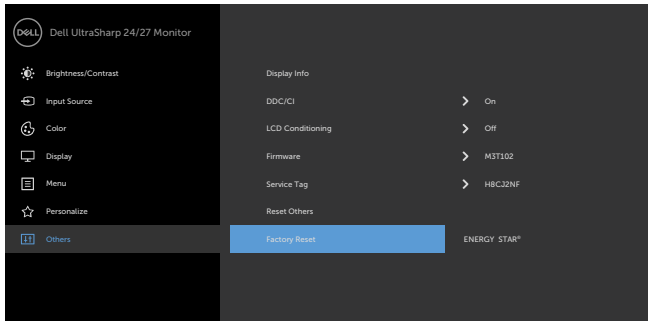 DELL Dell UltraSharp 24/27 Monitor
Brightness/Contrast Display Info
Input Source DDC/CI On
Color LCD Conditioning Off
Display Firmware M3T102
Menu Service Tag H8CJ2NF
Personalize Reset Others
Others Factory Reset ENERGY STAR®